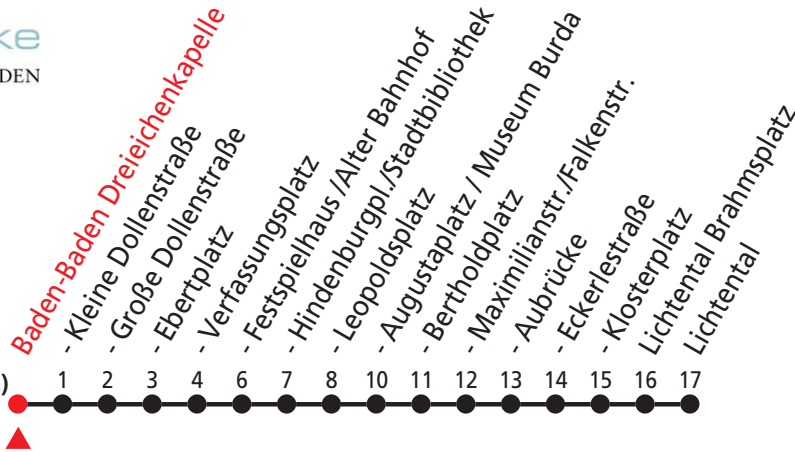 ke
DEN
Baden-Baden Dreieichenkapelle
- Kleine Dollenstraße
- Große Dollenstraße
- Ebertplatz
- Verfassungsplatz
- Festspielhaus /Alter Bahnhof
- Hindenburgpl./Stadtbibliothek
- Leopoldsplatz
- Augustaplatz / Museum Burda
- Bertholdplatz
- Maximilianstr./Falkenstr.
- Aubrücke
- Eckerlestraße
- Klosterplatz
Lichtental Brahmsplatz
Lichtental
) 1 2 3 4 6 7 8 10 11 12 13 14 15 16 17